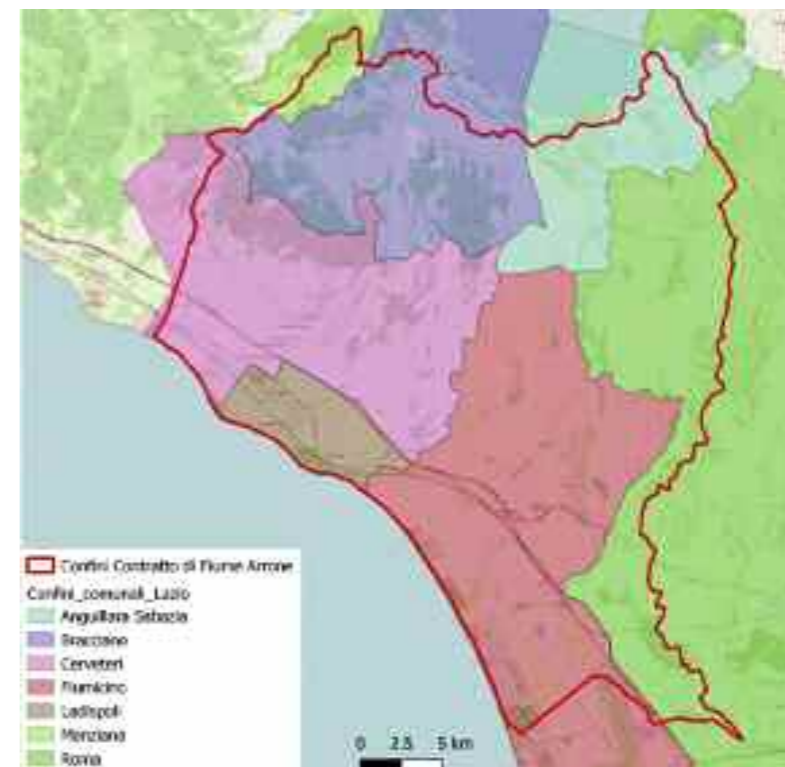 Confini Contratto di Fiume Arrone
Confini_comunali_Lazio
Anguillara Sabazia
Bracciano
Cerveteri
Fiumicino
Ladispoli
Manziana
Roma
0 2.5 5 km